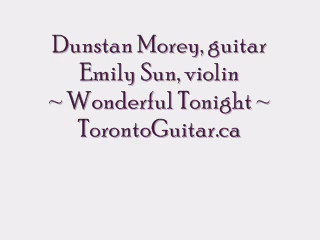 Dunstan Morey, guitar
Emily Sun, violin
~ Wonderful Tonight ~
TorontoGuitar.ca